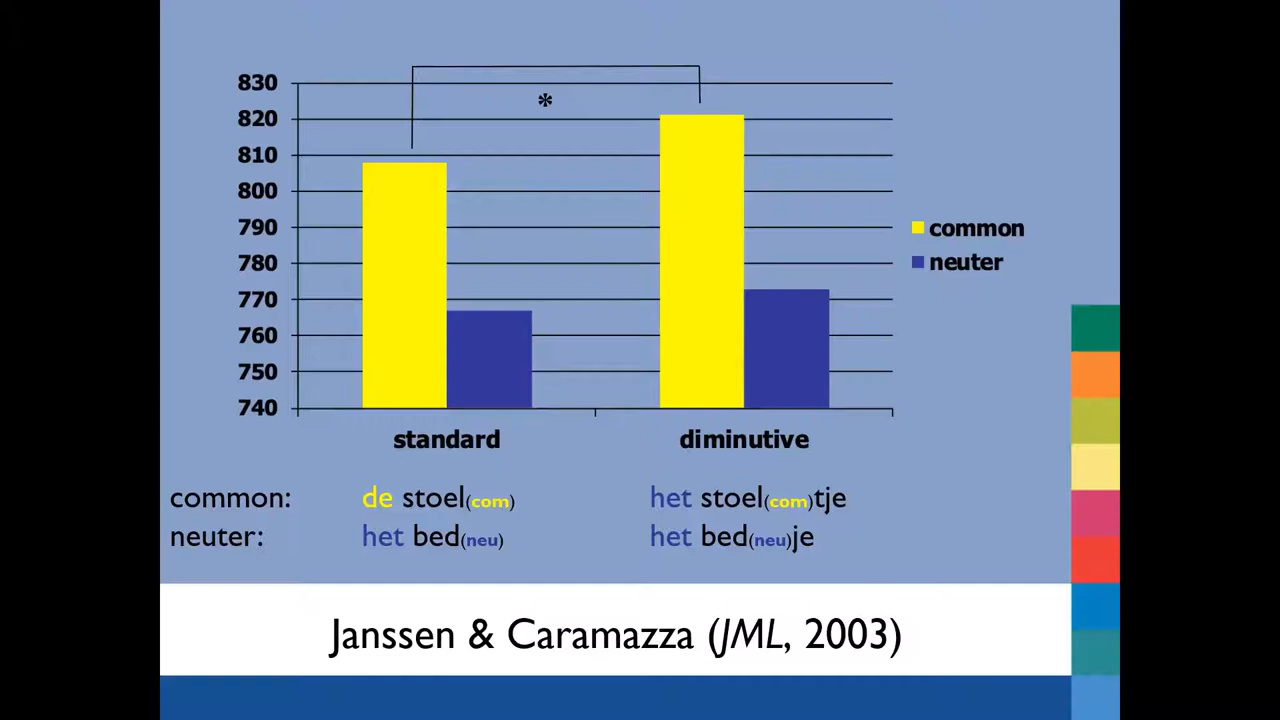 830
820
810
800
790
780
770
760
750
740
*
common
neuter
standard diminutive
common: de stoel(com) het stoel(com)tje
neuter: het bed(neu) het bed(neu)je
Janssen & Caramazza (JML, 2003)